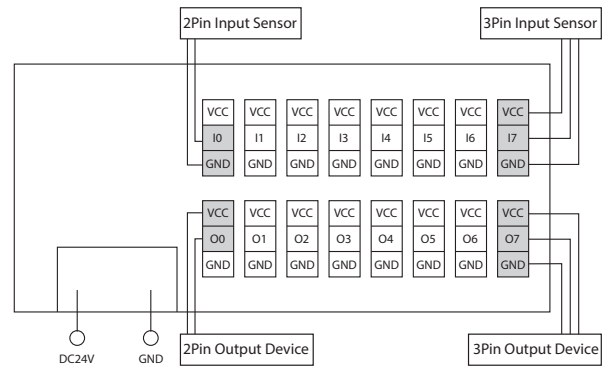 2Pin Input Sensor 3Pin Input Sensor
VCC VCC VCC VCC VCC VCC VCC VCC
I0 I1 I2 I3 I4 I5 I6 I7
GND GND GND GND GND GND GND GND
VCC VCC VCC VCC VCC VCC VCC VCC
O0 O1 O2 O3 O4 O5 O6 O7
GND GND GND GND GND GND GND GND
DC24V GND 2Pin Output Device 3Pin Output Device